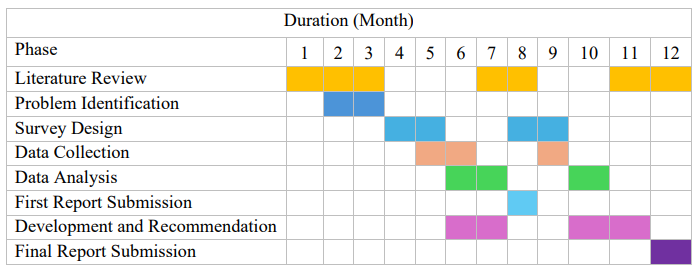 Duration (Month)
Phase 1 2 3 4 5 6 7 8 9 10 11 12
Literature Review
Problem Identification
Survey Design
Data Collection
Data Analysis
First Report Submission
Development and Recommendation
Final Report Submission